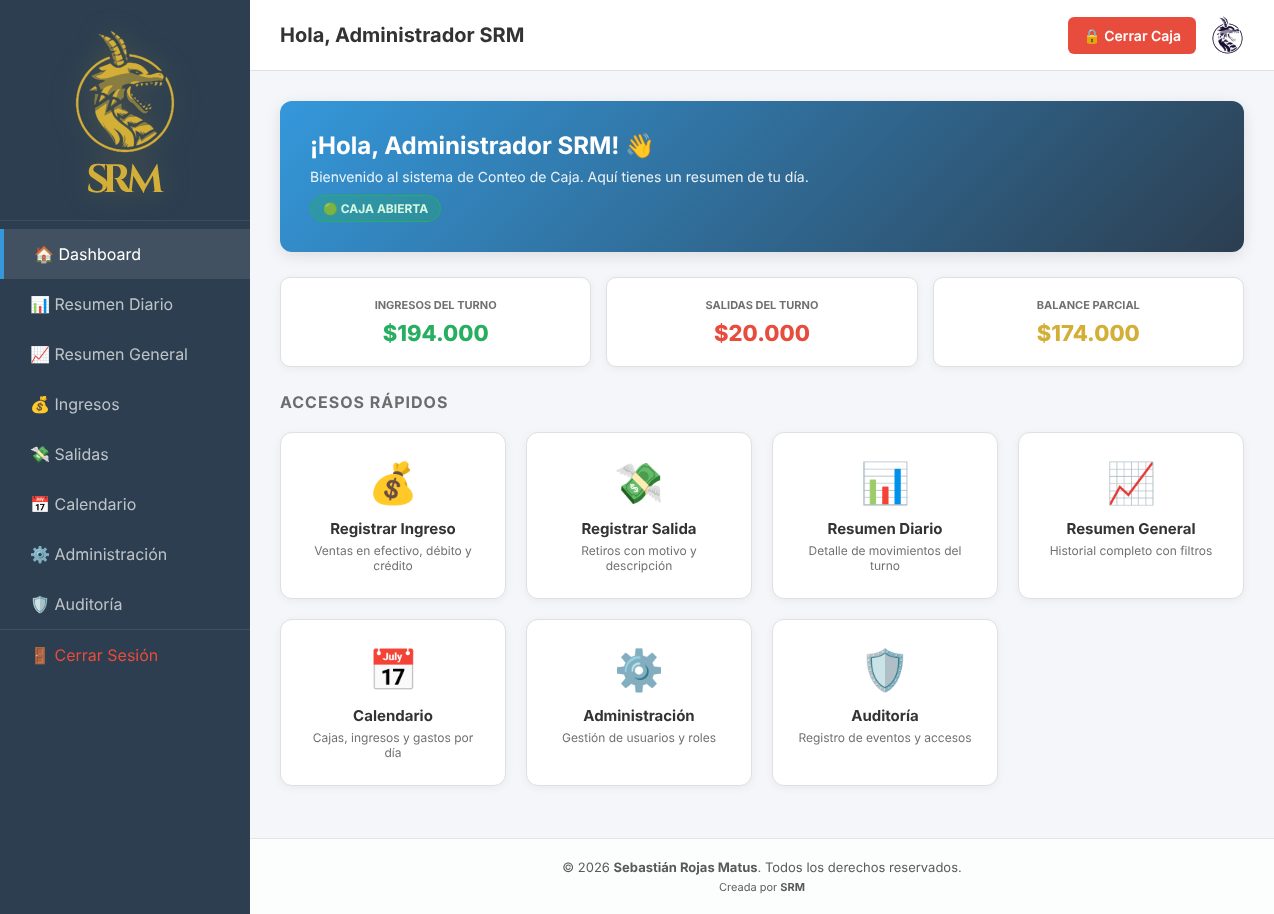 SRM
🏠 Dashboard
📊 Resumen Diario
📈 Resumen General
💰 Ingresos
💸 Salidas
📅 Calendario
⚙️ Administración
🛡️ Auditoría
🚪 Cerrar Sesión
Hola, Administrador SRM
🔒 Cerrar Caja
¡Hola, Administrador SRM! 👋
Bienvenido al sistema de Conteo de Caja. Aquí tienes un resumen de tu día.
🟢 CAJA ABIERTA
INGRESOS DEL TURNO
$194.000
SALIDAS DEL TURNO
$20.000
BALANCE PARCIAL
$174.000
ACCESOS RÁPIDOS
Registrar Ingreso
Ventas en efectivo, débito y
crédito
Registrar Salida
Retiros con motivo y
descripción
Resumen Diario
Detalle de movimientos del
turno
Resumen General
Historial completo con filtros
July
17
Calendario
Cajas, ingresos y gastos por
día
Administración
Gestión de usuarios y roles
Auditoría
Registro de eventos y accesos
© 2026 Sebastián Rojas Matus. Todos los derechos reservados.
Creada por SRM